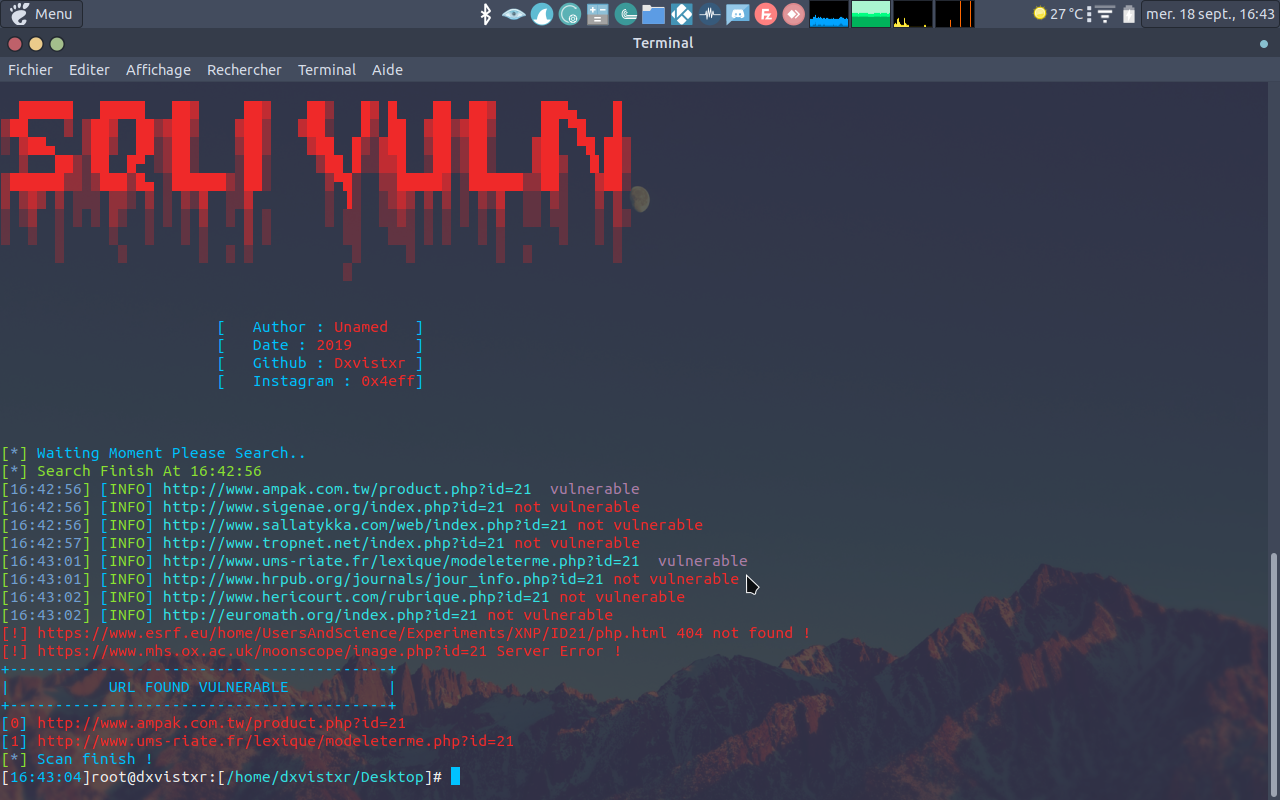 Menu
27 °C
mer. 18 sept., 16:43
Terminal
Fichier Editer Affichage Rechercher Terminal Aide
SQLI VULN
[ Author : Unamed ]
[ Date : 2019 ]
[ Github : Dxvistxr ]
[ Instagram : 0x4eff]
[*] Waiting Moment Please Search..
[*] Search Finish At 16:42:56
[16:42:56] [INFO] http://www.ampak.com.tw/product.php?id=21 vulnerable
[16:42:56] [INFO] http://www.sigenae.org/index.php?id=21 not vulnerable
[16:42:56] [INFO] http://www.sallatykka.com/web/index.php?id=21 not vulnerable
[16:42:57] [INFO] http://www.tropnet.net/index.php?id=21 not vulnerable
[16:43:01] [INFO] http://www.ums-riate.fr/lexique/modeleterme.php?id=21 vulnerable
[16:43:01] [INFO] http://www.hrpub.org/journals/jour_info.php?id=21 not vulnerable
[16:43:02] [INFO] http://www.hericourt.com/rubrique.php?id=21 not vulnerable
[16:43:02] [INFO] http://euromath.org/index.php?id=21 not vulnerable
[!] https://www.esrf.eu/home/UsersAndScience/Experiments/XNP/ID21/php.html 404 not found !
[!] https://www.mhs.ox.ac.uk/moonscope/image.php?id=21 Server Error !
+------------------------------------------+
| URL FOUND VULNERABLE |
+------------------------------------------+
[0] http://www.ampak.com.tw/product.php?id=21
[1] http://www.ums-riate.fr/lexique/modeleterme.php?id=21
[*] Scan finish !
[16:43:04]root@dxvistxr:[/home/dxvistxr/Desktop]#